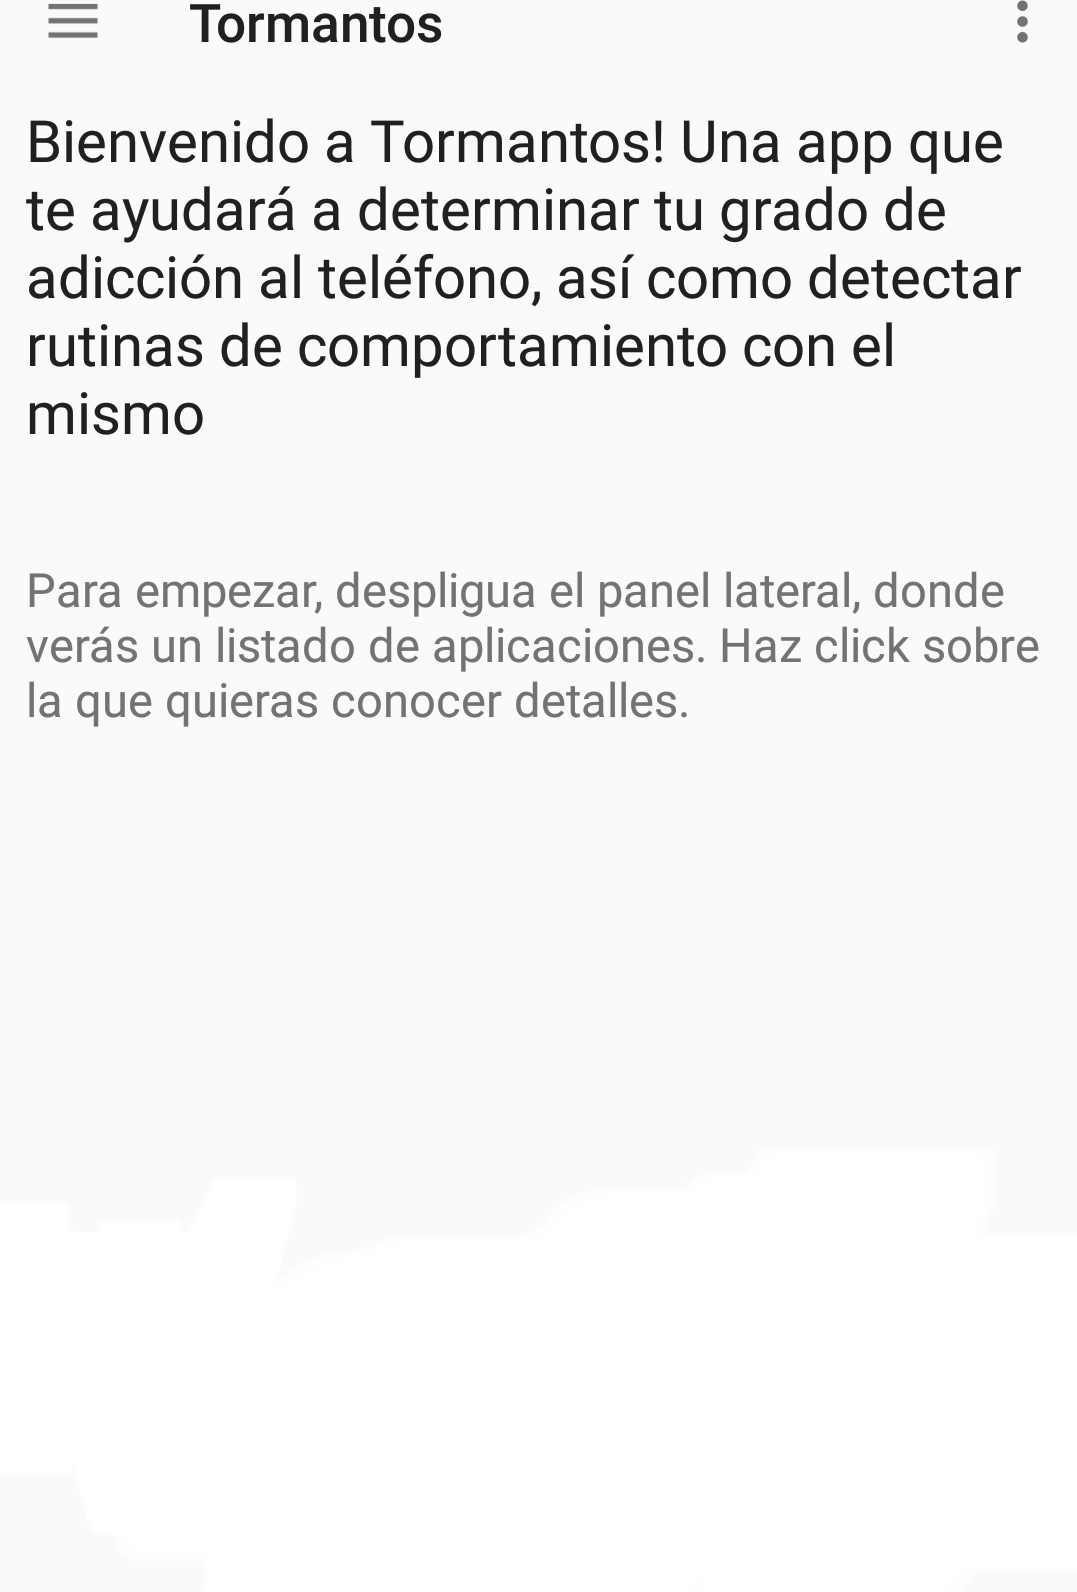 Tormantos
Bienvenido a Tormantos! Una app que
te ayudará a determinar tu grado de
adicción al teléfono, así como detectar
rutinas de comportamiento con el
mismo
Para empezar, despligua el panel lateral, donde
verás un listado de aplicaciones. Haz click sobre
la que quieras conocer detalles.